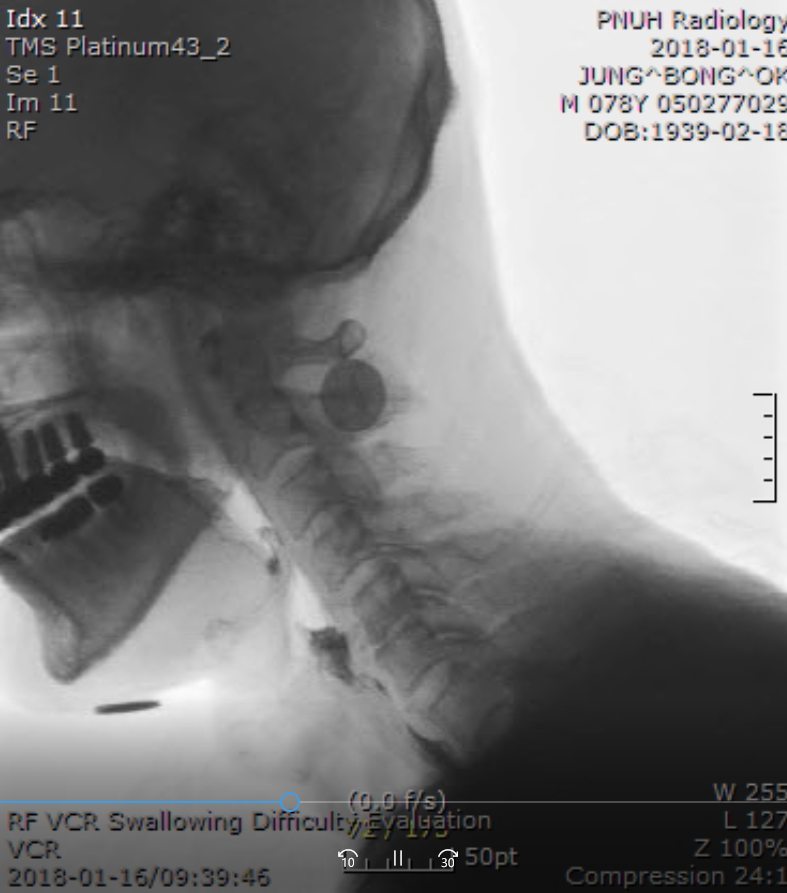 Idx 11
TMS Platinum43_2
Se 1
Im 11
RF
PNUH Radiology
2018-01-16
JUNG^BONG^OK
M 078Y 050277029
DOB:1939-02-18
(0.0 f/s)
RF VCR Swallowing Difficulty Evaluation
VCR
2018-01-16/09:39:46
10
30
50pt
W 255
L 127
Z 100%
Compression 24:1